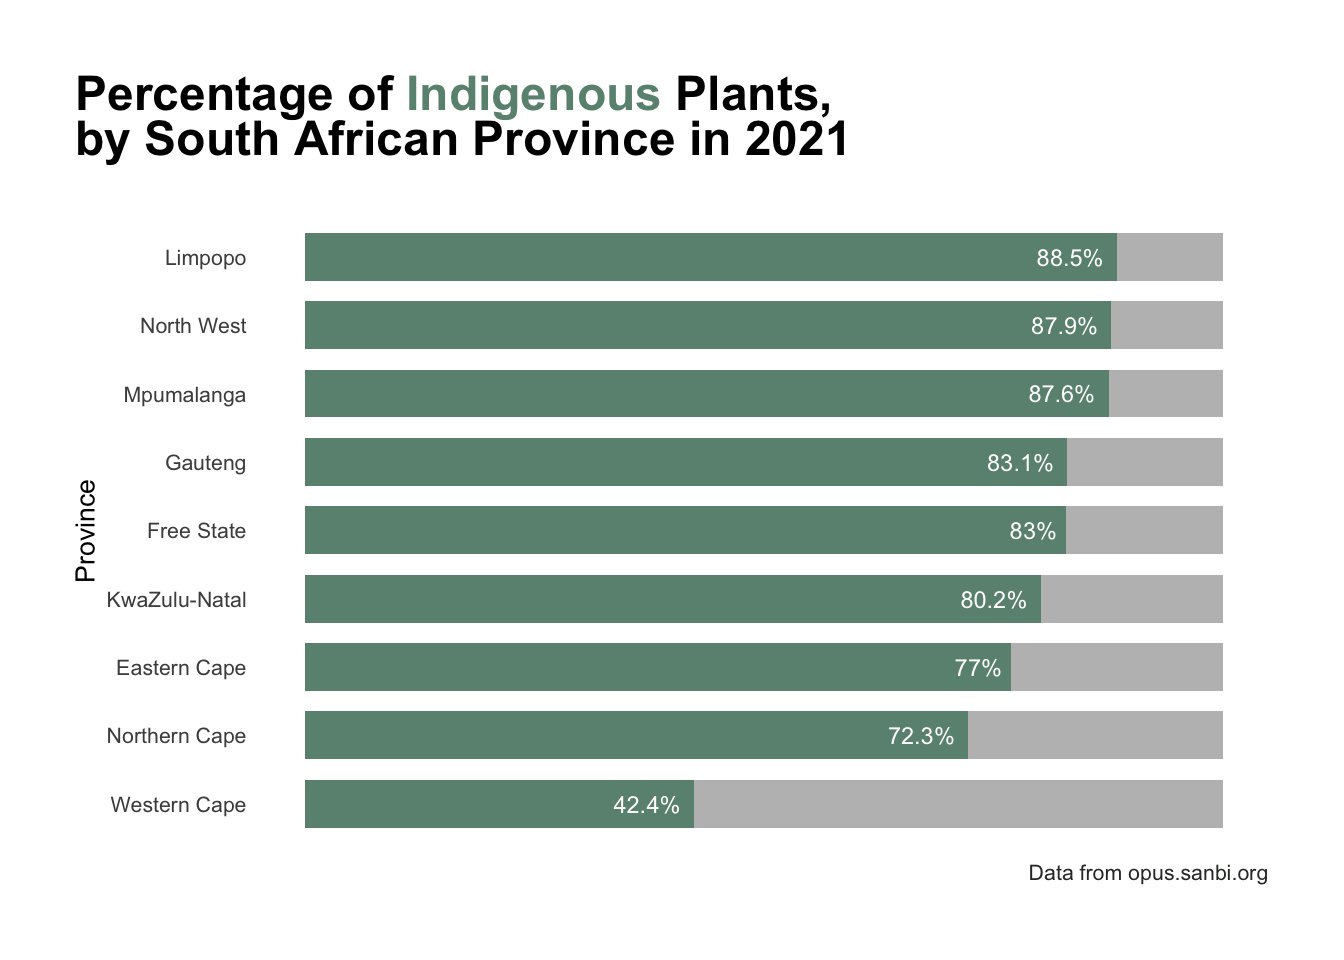 Percentage of Indigenous Plants,
by South African Province in 2021
Province
Limpopo 88.5%
North West 87.9%
Mpumalanga 87.6%
Gauteng 83.1%
Free State 83%
KwaZulu-Natal 80.2%
Eastern Cape 77%
Northern Cape 72.3%
Western Cape 42.4%
Data from opus.sanbi.org